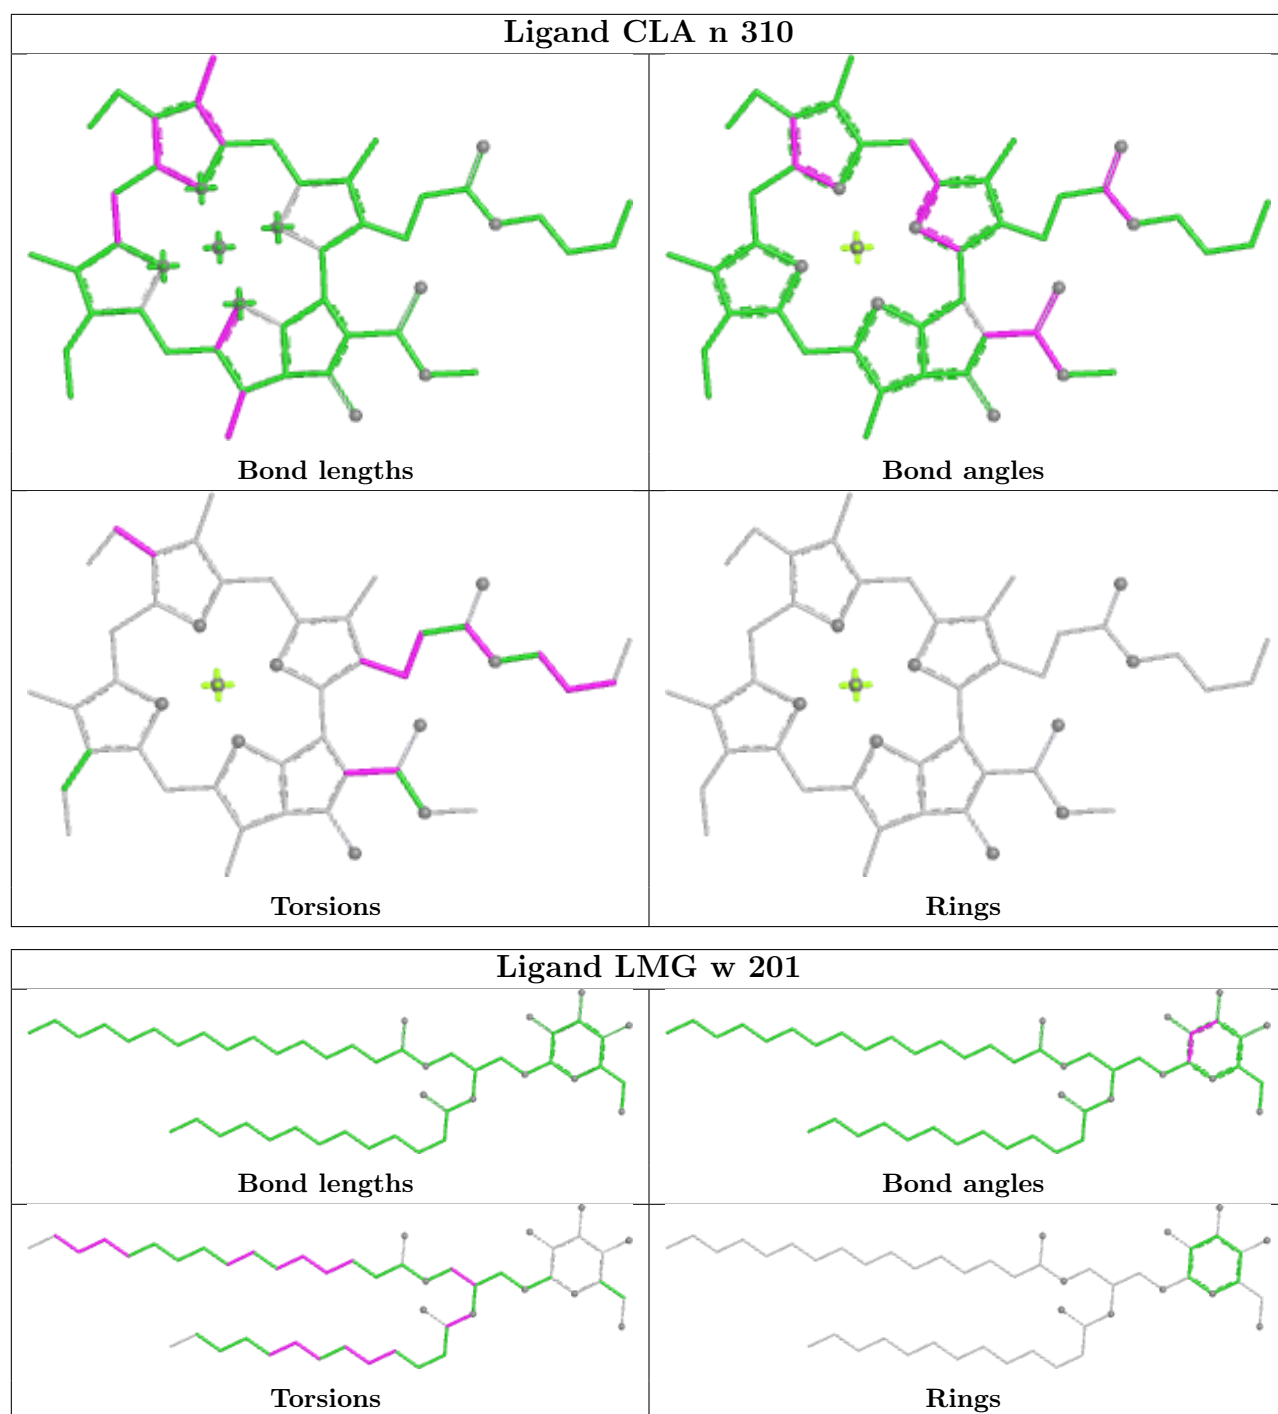 Ligand CLA n 310
Bond lengths
Bond angles
Torsions
Rings
Ligand LMG w 201
Bond lengths
Bond angles
Torsions
Rings